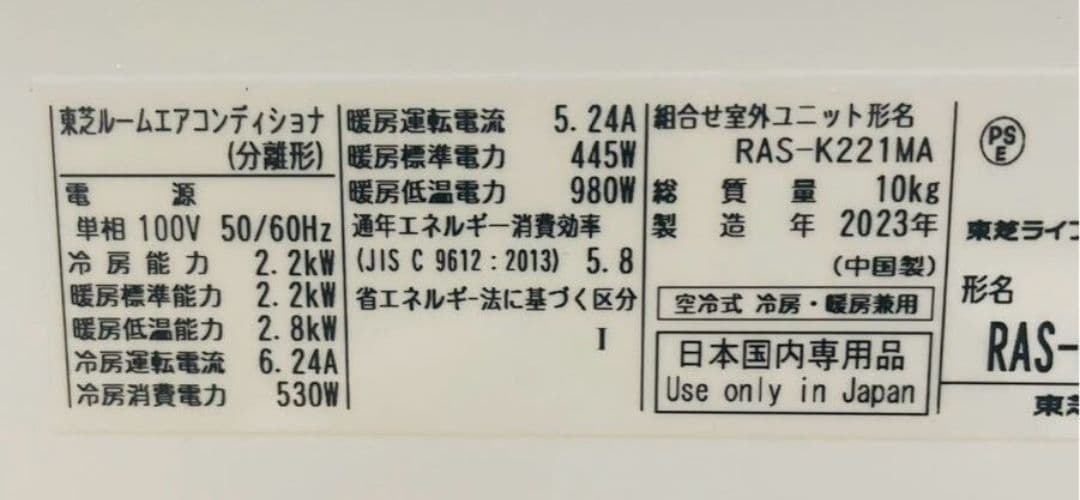 東芝ルームエアコンディショナ
(分離形)
電源
単相 100V 50/60Hz
冷房能力 2.2kW
暖房標準能力 2.2kW
暖房低温能力 2.8kW
冷房運転電流 6.24A
冷房消費電力 530W
暖房運転電流 5.24A
暖房標準電力 445W
暖房低温電力 980W
通年エネルギー消費効率
(JIS C 9612:2013) 5.8
省エネルギー法に基づく区分
I
組合せ室外ユニット形名
RAS-K221MA
総質量 10kg
製造年 2023年
(中国製)
空冷式 冷房・暖房兼用
日本国内専用品
Use only in Japan
PS
E
東芝ライフ
形名
RAS-
東芝